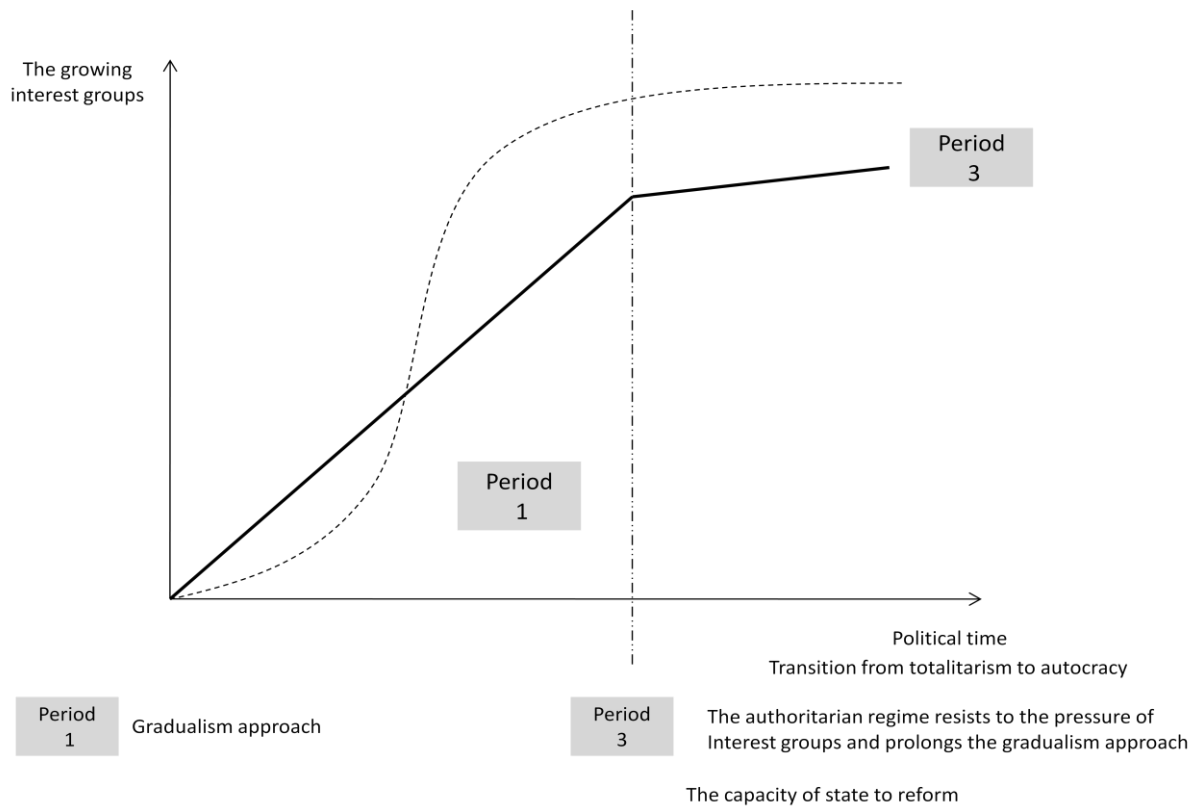 The growing
interest groups
Period
3
Period
1
Political time
Transition from totalitarism to autocracy
Period
1
Gradualism approach
Period
3
The authoritarian regime resists to the pressure of
Interest groups and prolongs the gradualism approach
The capacity of state to reform